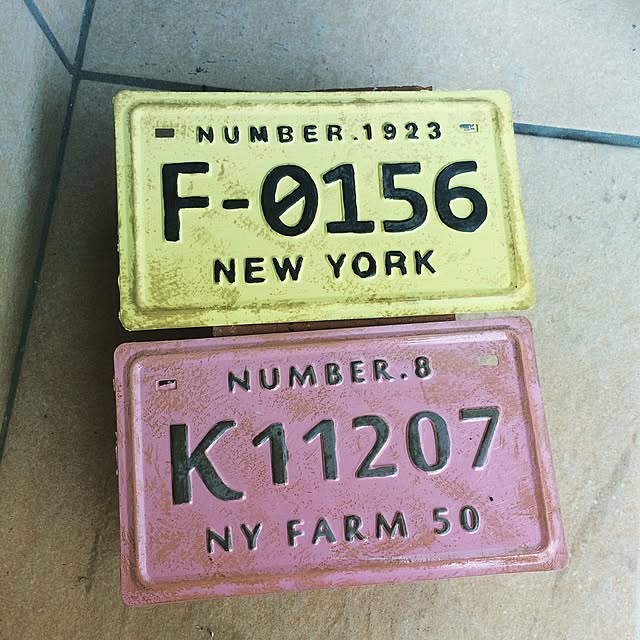 NUMBER.1923
F-0156
NEW YORK
NUMBER.8
K11207
NY FARM 50